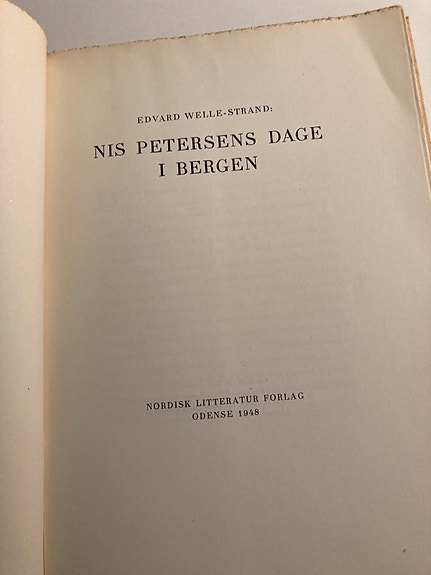 EDVARD WELLE-STRAND:
NIS PETERSENS DAGE
I BERGEN
NORDISK LITTERATUR FORLAG
ODENSE 1948